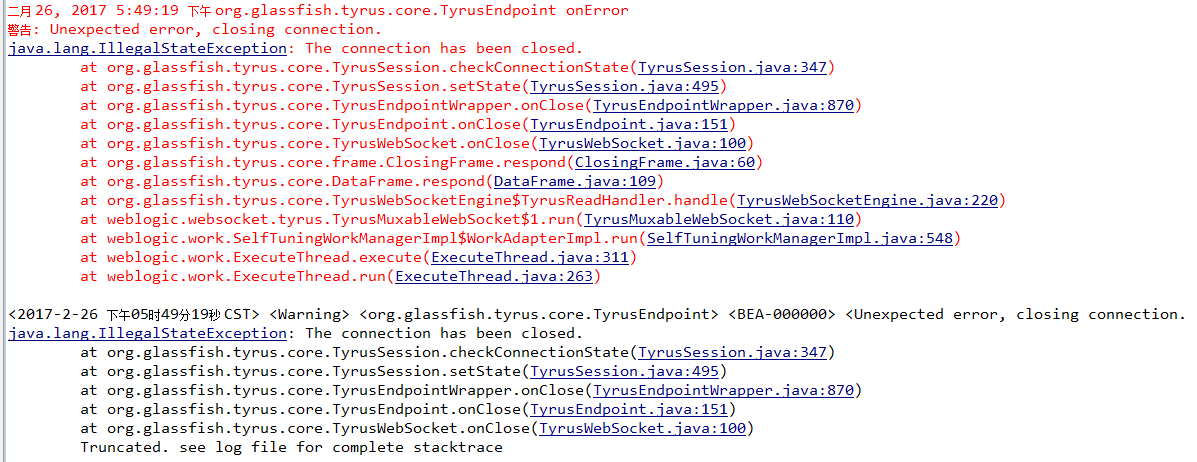 二月 26, 2017 5:49:19 下午 org.glassfish.tyrus.core.TyrusEndpoint onError
警告: Unexpected error, closing connection.
java.lang.IllegalStateException: The connection has been closed.
at org.glassfish.tyrus.core.TyrusSession.checkConnectionState(TyrusSession.java:347)
at org.glassfish.tyrus.core.TyrusSession.setState(TyrusSession.java:495)
at org.glassfish.tyrus.core.TyrusEndpointWrapper.onClose(TyrusEndpointWrapper.java:870)
at org.glassfish.tyrus.core.TyrusEndpoint.onClose(TyrusEndpoint.java:151)
at org.glassfish.tyrus.core.TyrusWebSocket.onClose(TyrusWebSocket.java:100)
at org.glassfish.tyrus.core.frame.ClosingFrame.respond(ClosingFrame.java:60)
at org.glassfish.tyrus.core.DataFrame.respond(DataFrame.java:109)
at org.glassfish.tyrus.core.TyrusWebSocketEngine$TyrusReadHandler.handle(TyrusWebSocketEngine.java:220)
at weblogic.websocket.tyrus.TyrusMuxableWebSocket$1.run(TyrusMuxableWebSocket.java:110)
at weblogic.work.SelfTuningWorkManagerImpl$WorkAdapterImpl.run(SelfTuningWorkManagerImpl.java:548)
at weblogic.work.ExecuteThread.execute(ExecuteThread.java:311)
at weblogic.work.ExecuteThread.run(ExecuteThread.java:263)
<2017-2-26 下午05时49分19秒 CST> <Warning> <org.glassfish.tyrus.core.TyrusEndpoint> <BEA-000000> <Unexpected error, closing connection.
java.lang.IllegalStateException: The connection has been closed.
at org.glassfish.tyrus.core.TyrusSession.checkConnectionState(TyrusSession.java:347)
at org.glassfish.tyrus.core.TyrusSession.setState(TyrusSession.java:495)
at org.glassfish.tyrus.core.TyrusEndpointWrapper.onClose(TyrusEndpointWrapper.java:870)
at org.glassfish.tyrus.core.TyrusEndpoint.onClose(TyrusEndpoint.java:151)
at org.glassfish.tyrus.core.TyrusWebSocket.onClose(TyrusWebSocket.java:100)
Truncated. see log file for complete stacktrace